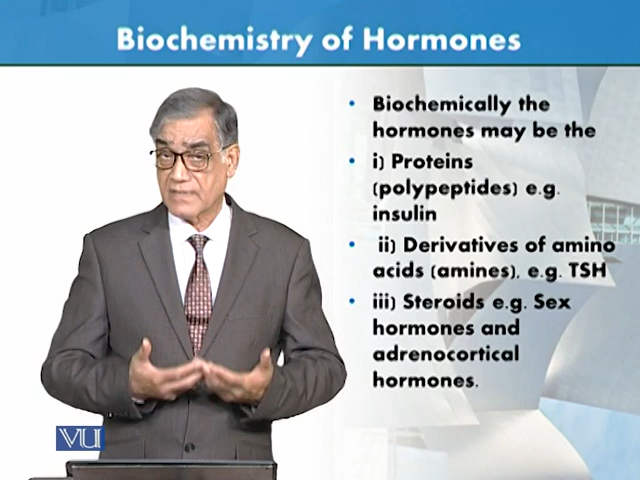 Biochemistry of Hormones
• Biochemically the
hormones may be the
• i) Proteins
(polypeptides) e.g.
insulin
• ii) Derivatives of amino
acids (amines), e.g. TSH
• iii) Steroids e.g. Sex
hormones and
adrenocortical
hormones.
VU